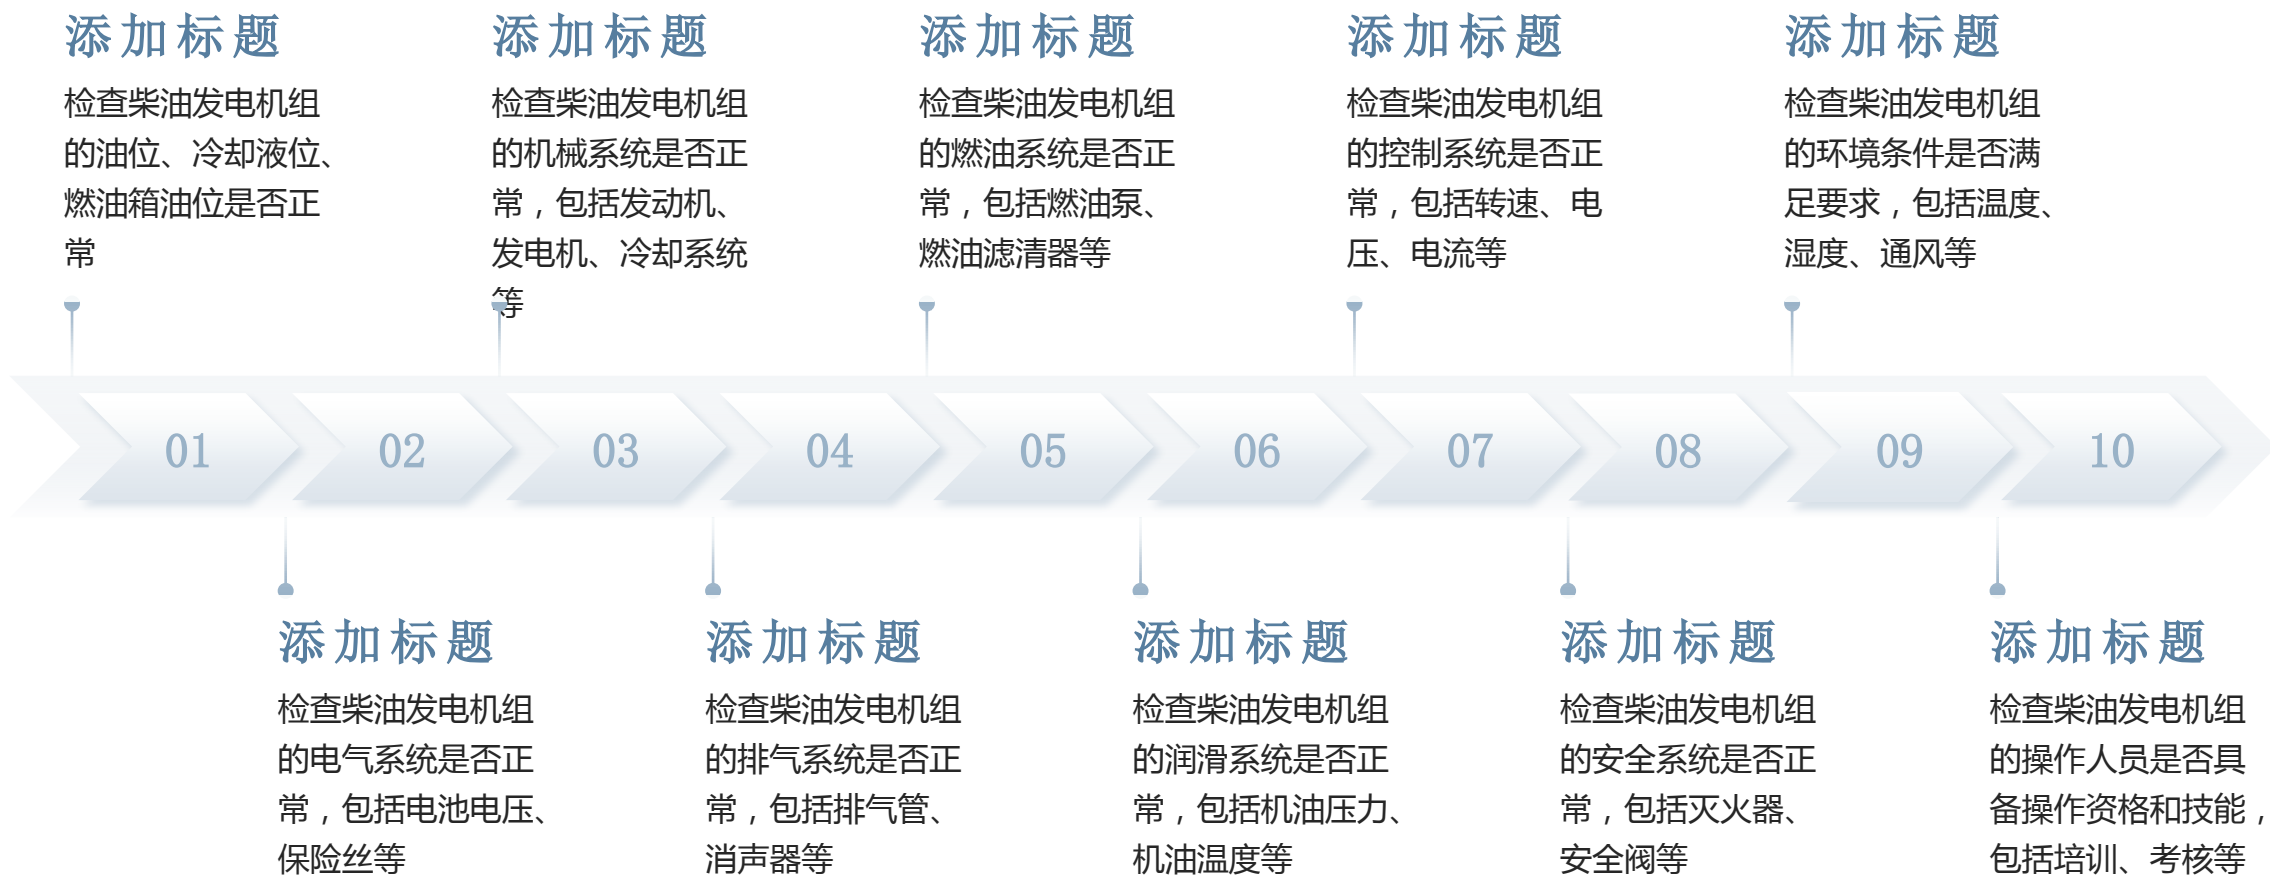 添加标题
检查柴油发电机组
的油位、冷却液位、
燃油箱油位是否正
常
添加标题
检查柴油发电机组
的机械系统是否正
常，包括发动机、
发电机、冷却系统
等
添加标题
检查柴油发电机组
的燃油系统是否正
常，包括燃油泵、
燃油滤清器等
添加标题
检查柴油发电机组
的控制系统是否正
常，包括转速、电
压、电流等
添加标题
检查柴油发电机组
的环境条件是否满
足要求，包括温度、
湿度、通风等
01
02
03
04
05
06
07
08
09
10
添加标题
检查柴油发电机组
的电气系统是否正
常，包括电池电压、
保险丝等
添加标题
检查柴油发电机组
的排气系统是否正
常，包括排气管、
消声器等
添加标题
检查柴油发电机组
的润滑系统是否正
常，包括机油压力、
机油温度等
添加标题
检查柴油发电机组
的安全系统是否正
常，包括灭火器、
安全阀等
添加标题
检查柴油发电机组
的操作人员是否具
备操作资格和技能，
包括培训、考核等